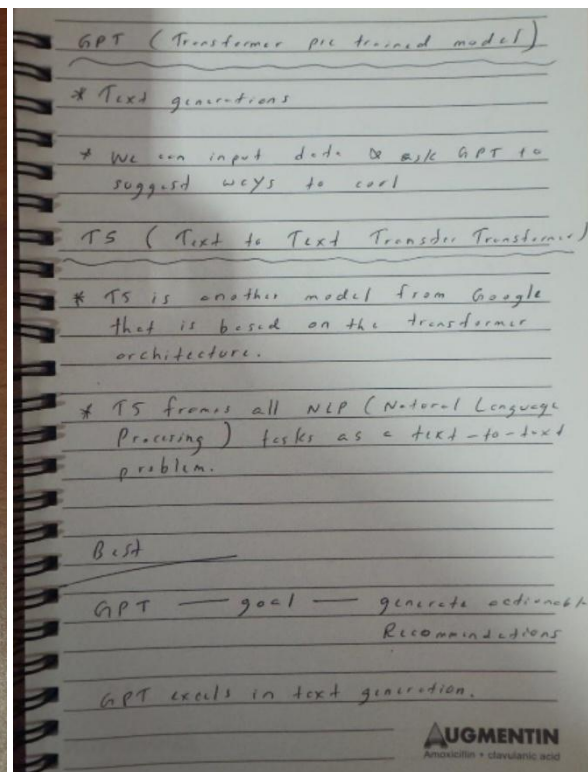 GPT (Transformer pre trained model)
* Text generations
* We can input data & ask GPT to
suggest ways to
T5 (Text to Text Transfer Transformer)
* T5 is another model from Google
that is based on the transformer
architecture.
* T5 frames all NLP (Natural Language
Procesing) tasks as a text-to-text
problem.
Best
GPT — goal — generate actionable
Recommendations
GPT excels in text generation.
AUGMENTIN
Amoxicillin + clavulanic acid